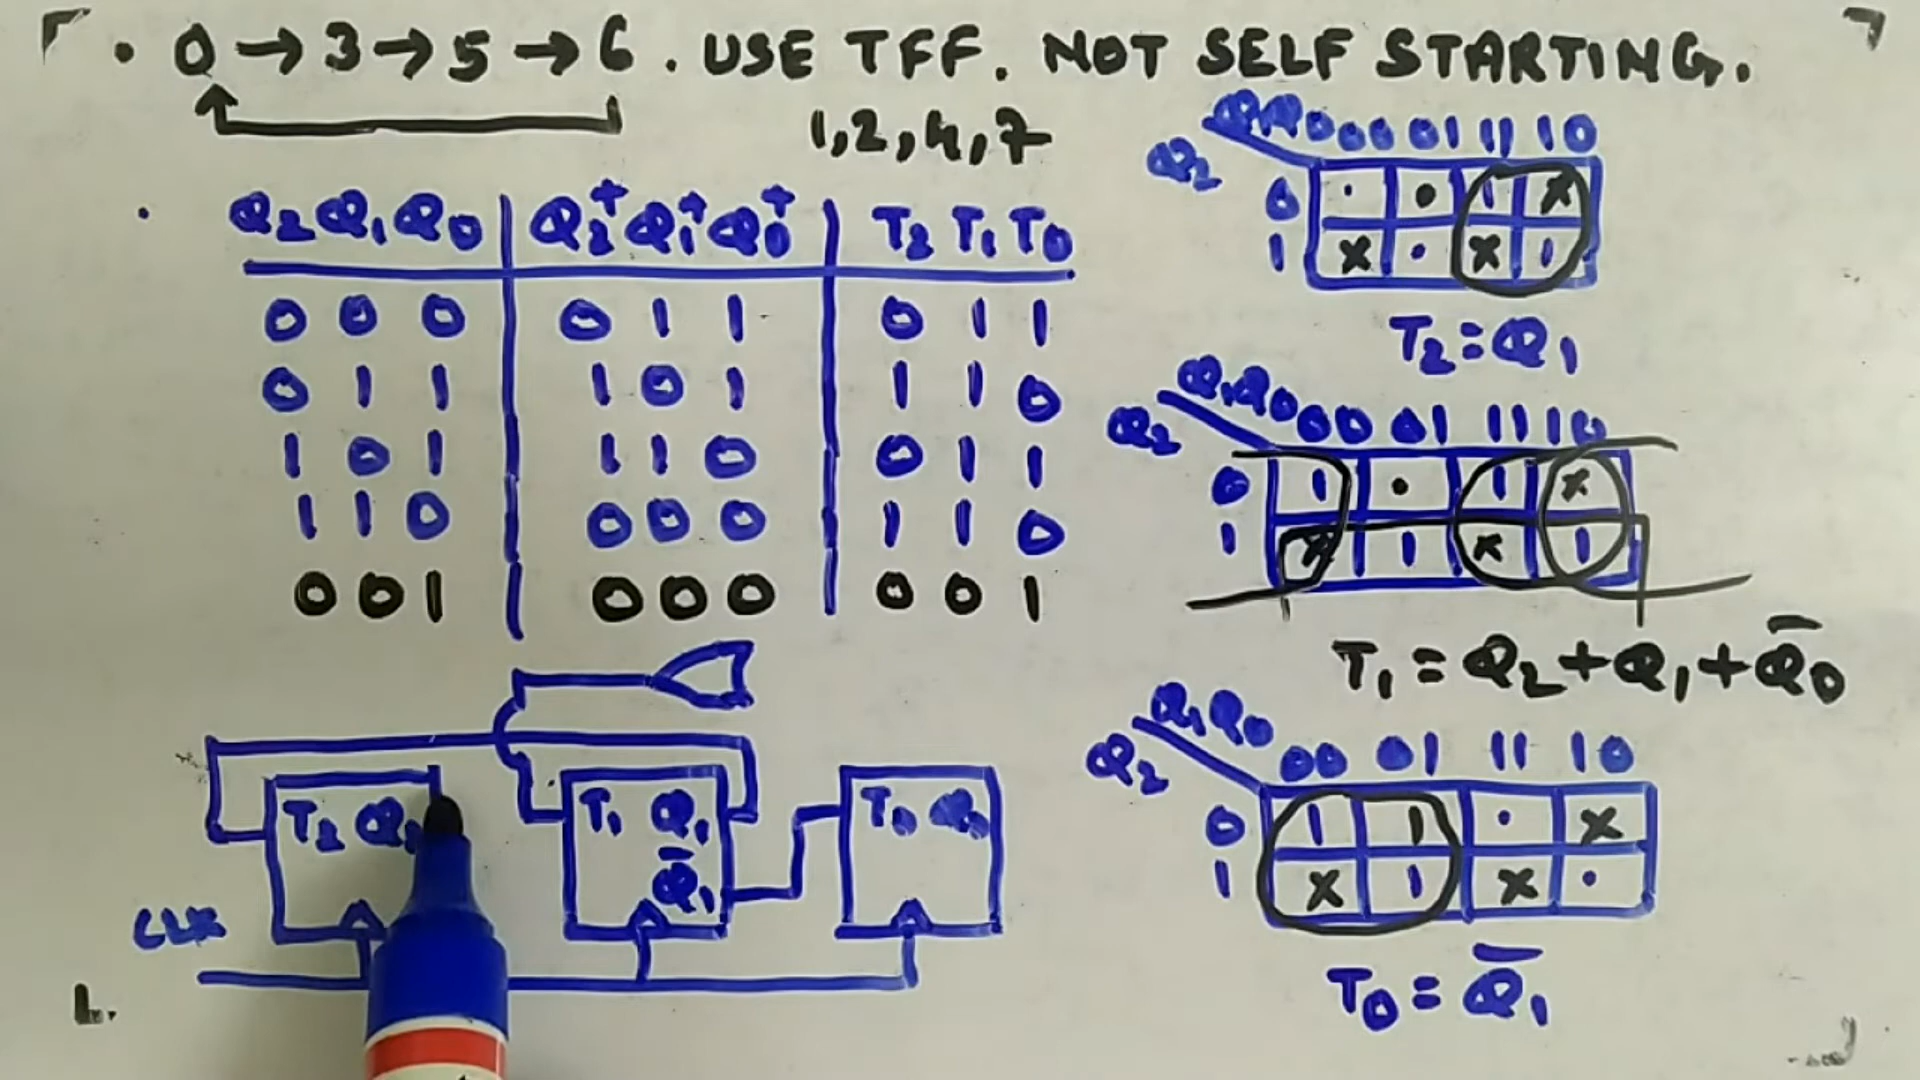 . 0 → 3 → 5 → 6 . USE TFF. NOT SELF STARTING.
1,2,4,7
Q2 Q1 Q0 Q2+ Q1+ Q0+ T2 T1 T0
0 0 0 0 1 1 0 1 1
0 1 1 1 0 1 1 1 0
1 0 1 1 1 0 0 1 1
1 1 0 0 0 0 1 1 0
0 0 1 0 0 0 0 0 1
Q1Q0 00 01 11 10
Q2
0 . . 1 X
1 X . X 1
T2 = Q1
Q1Q0 00 01 11 10
Q2
0 1 . 1 X
1 X 1 X 1
T1 = Q2 + Q1 + Q̅0
Q1Q0 00 01 11 10
Q2
0 1 1 . X
1 X 1 X .
T0 = Q̅1
T2 Q2 T1 Q1 T0 Q0
Q̅1
CLK